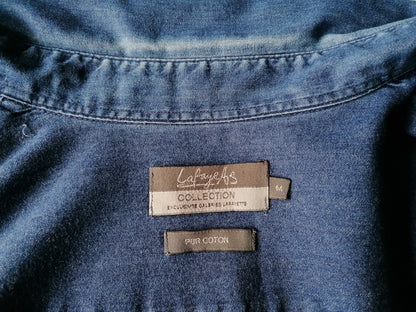 Lafayette
COLLECTION
EXCLUSIVITE GALERIES LAFAYETTE
M
PUR COTON